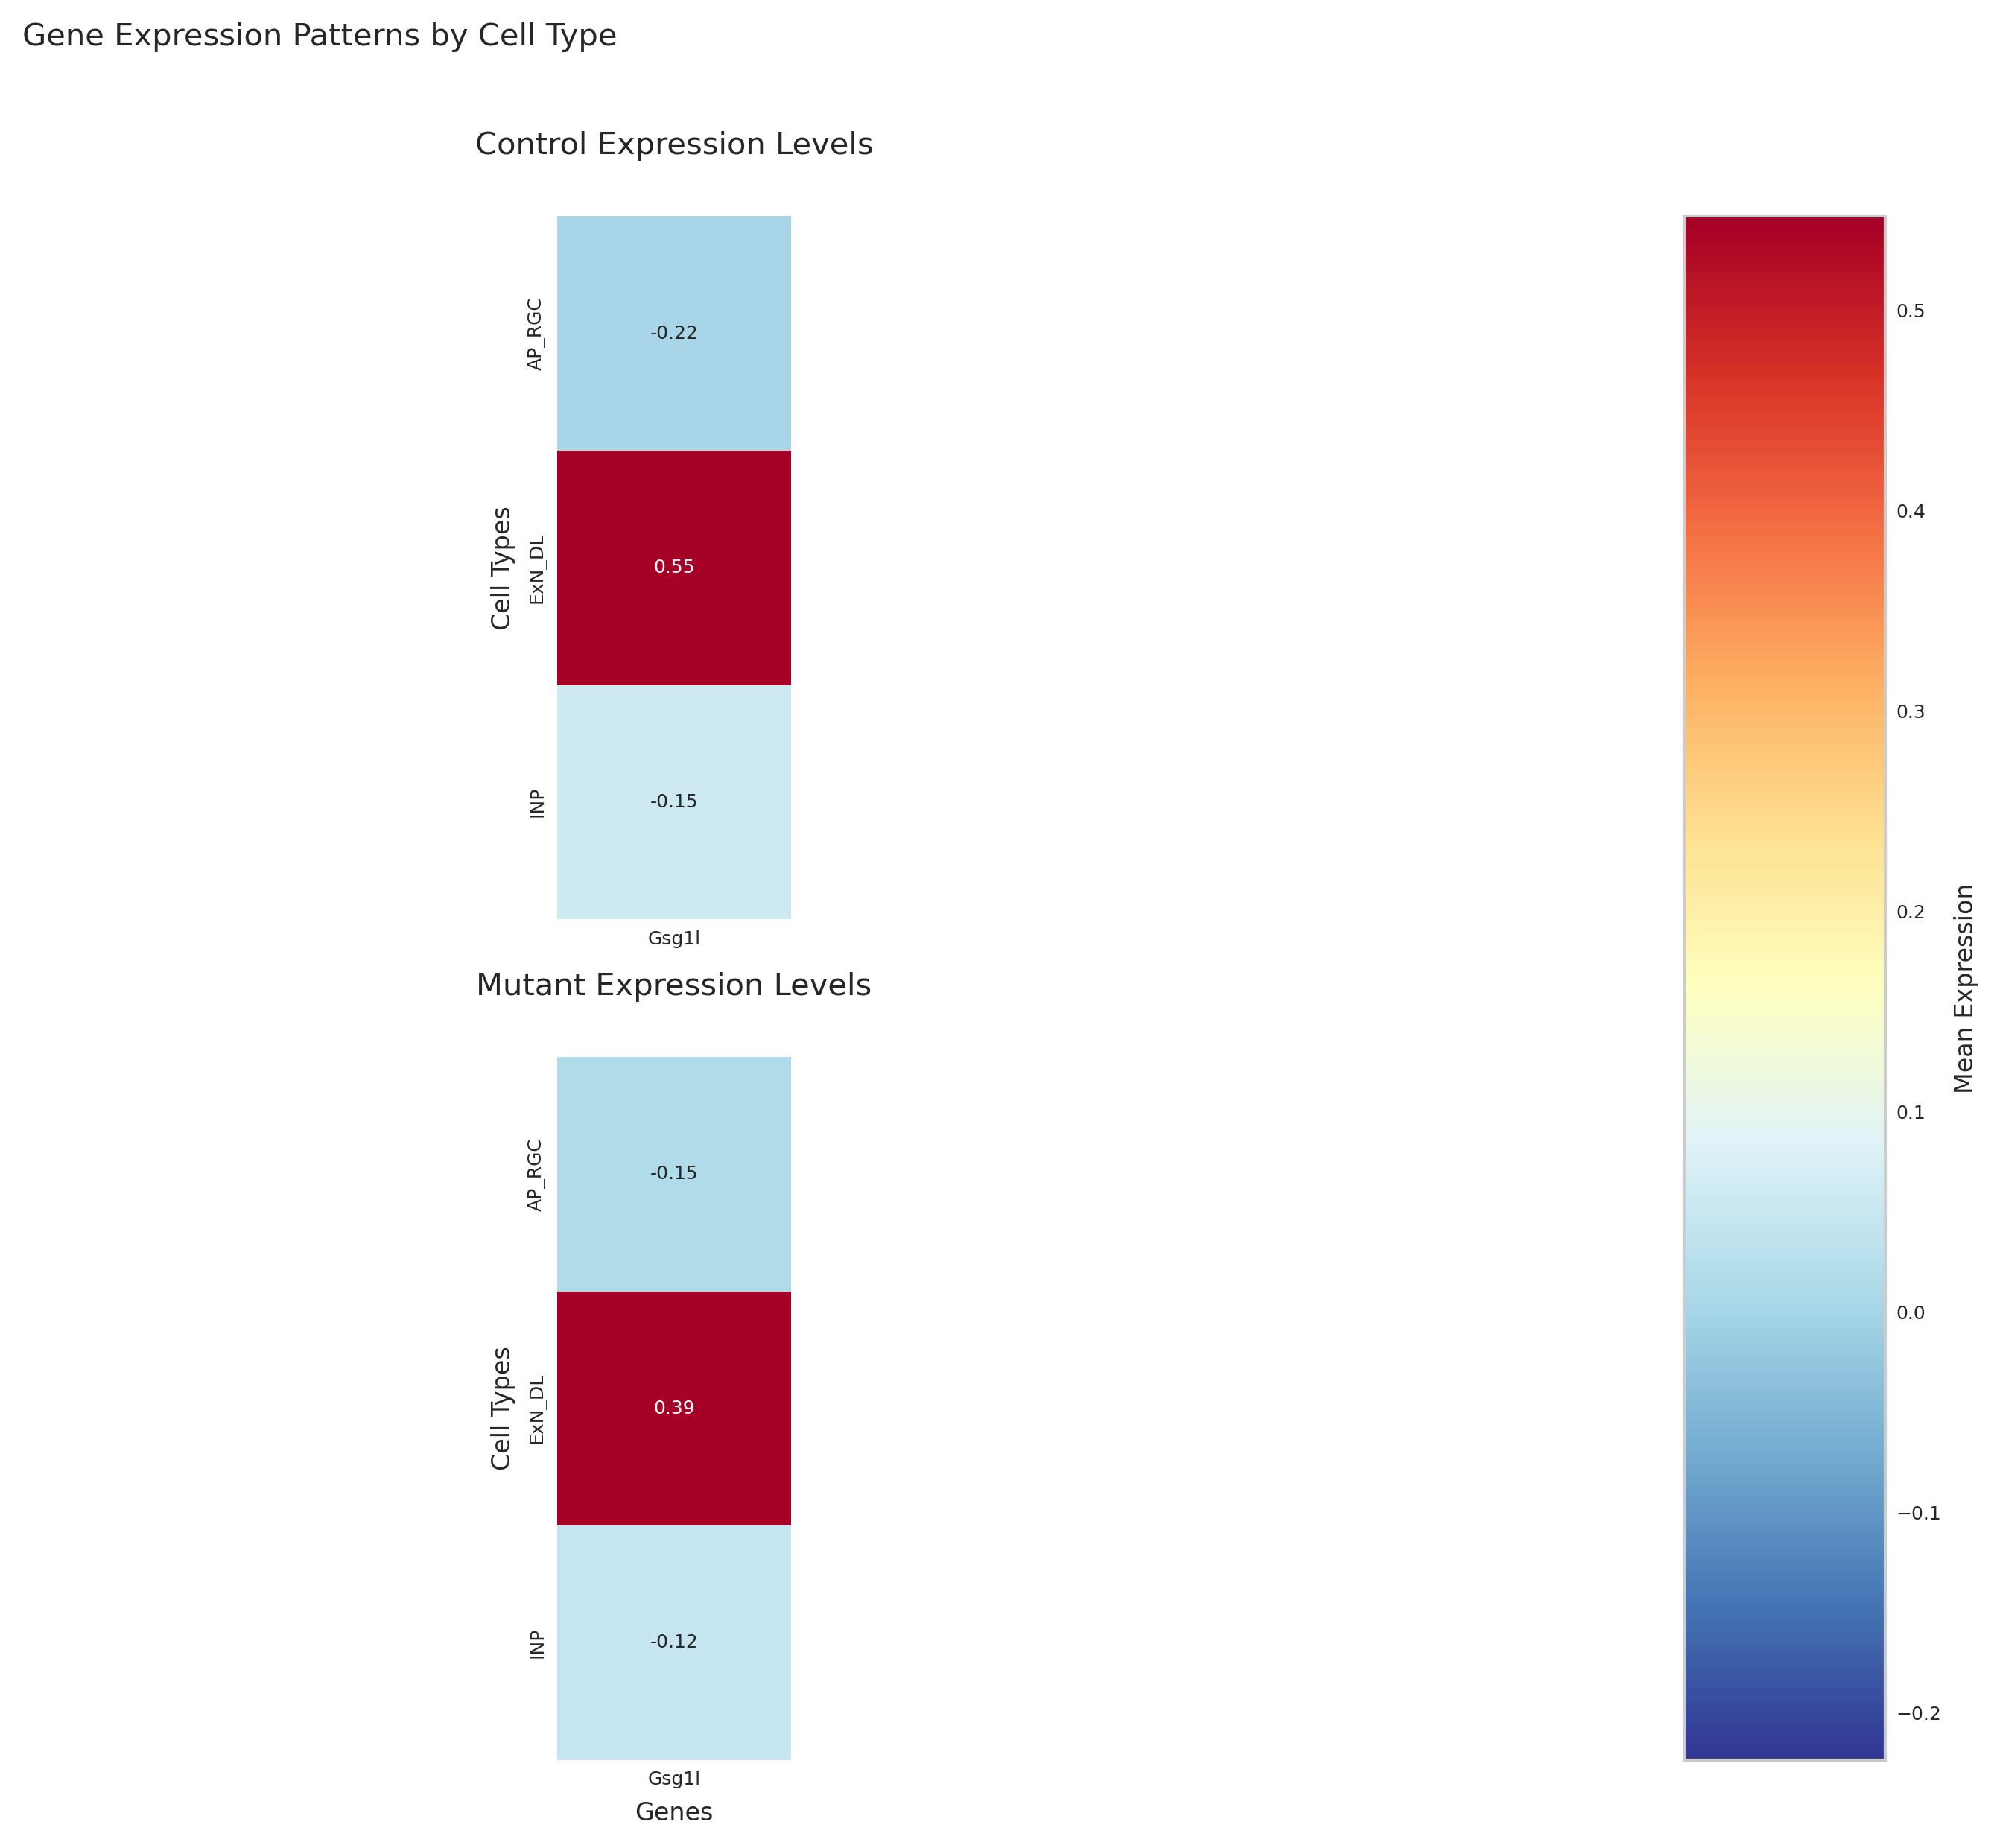 Gene Expression Patterns by Cell Type
Control Expression Levels
Cell Types
AP_RGC
-0.22
ExN_DL
0.55
INP
-0.15
Gsg1l
Mutant Expression Levels
Cell Types
AP_RGC
-0.15
ExN_DL
0.39
INP
-0.12
Gsg1l
Genes
0.5
0.4
0.3
0.2
0.1
0.0
−0.1
−0.2
Mean Expression